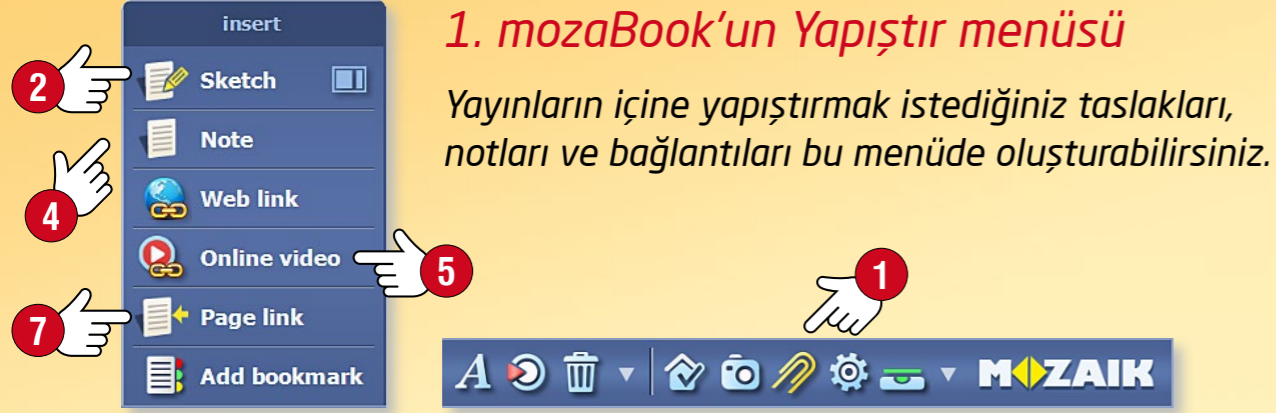 insert
2
Sketch
4
Note
Web link
Online video
5
7
Page link
Add bookmark
1. mozaBook’un Yapıştır menüsü
Yayınların içine yapıştırmak istediğiniz taslakları,
notları ve bağlantıları bu menüde oluşturabilirsiniz.
1
A
MOZAIK